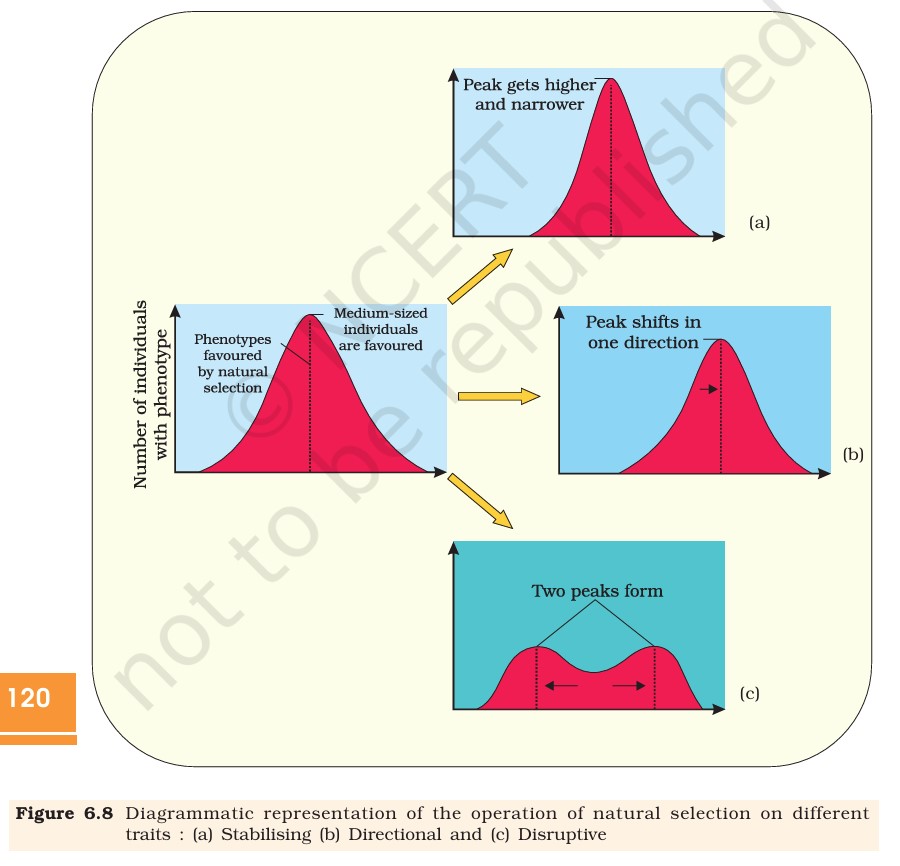 Peak gets higher
and narrower
(a)
Number of individuals
with phenotype
Phenotypes
favoured
by natural
selection
Medium-sized
individuals
are favoured
Peak shifts in
one direction
(b)
Two peaks form
(c)
120
© NCERT
not to be republished
Figure 6.8 Diagrammatic representation of the operation of natural selection on different
traits : (a) Stabilising (b) Directional and (c) Disruptive